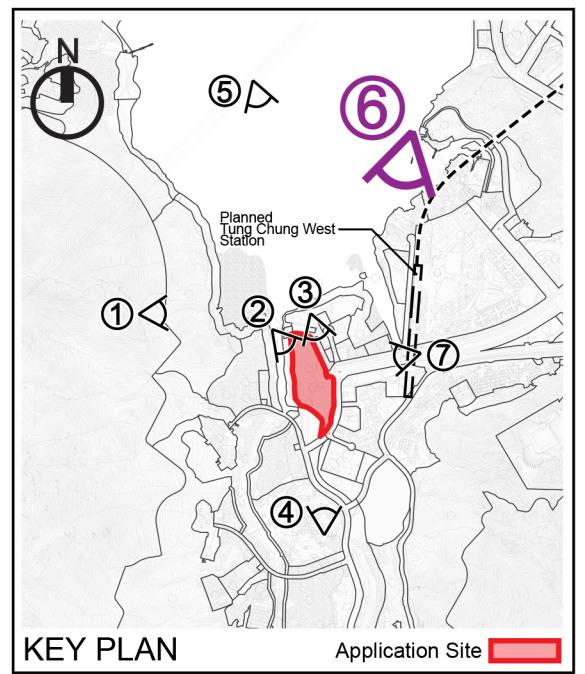 N
⑤
⑥
Planned
Tung Chung West
Station
①
②
③
⑦
④
KEY PLAN
Application Site